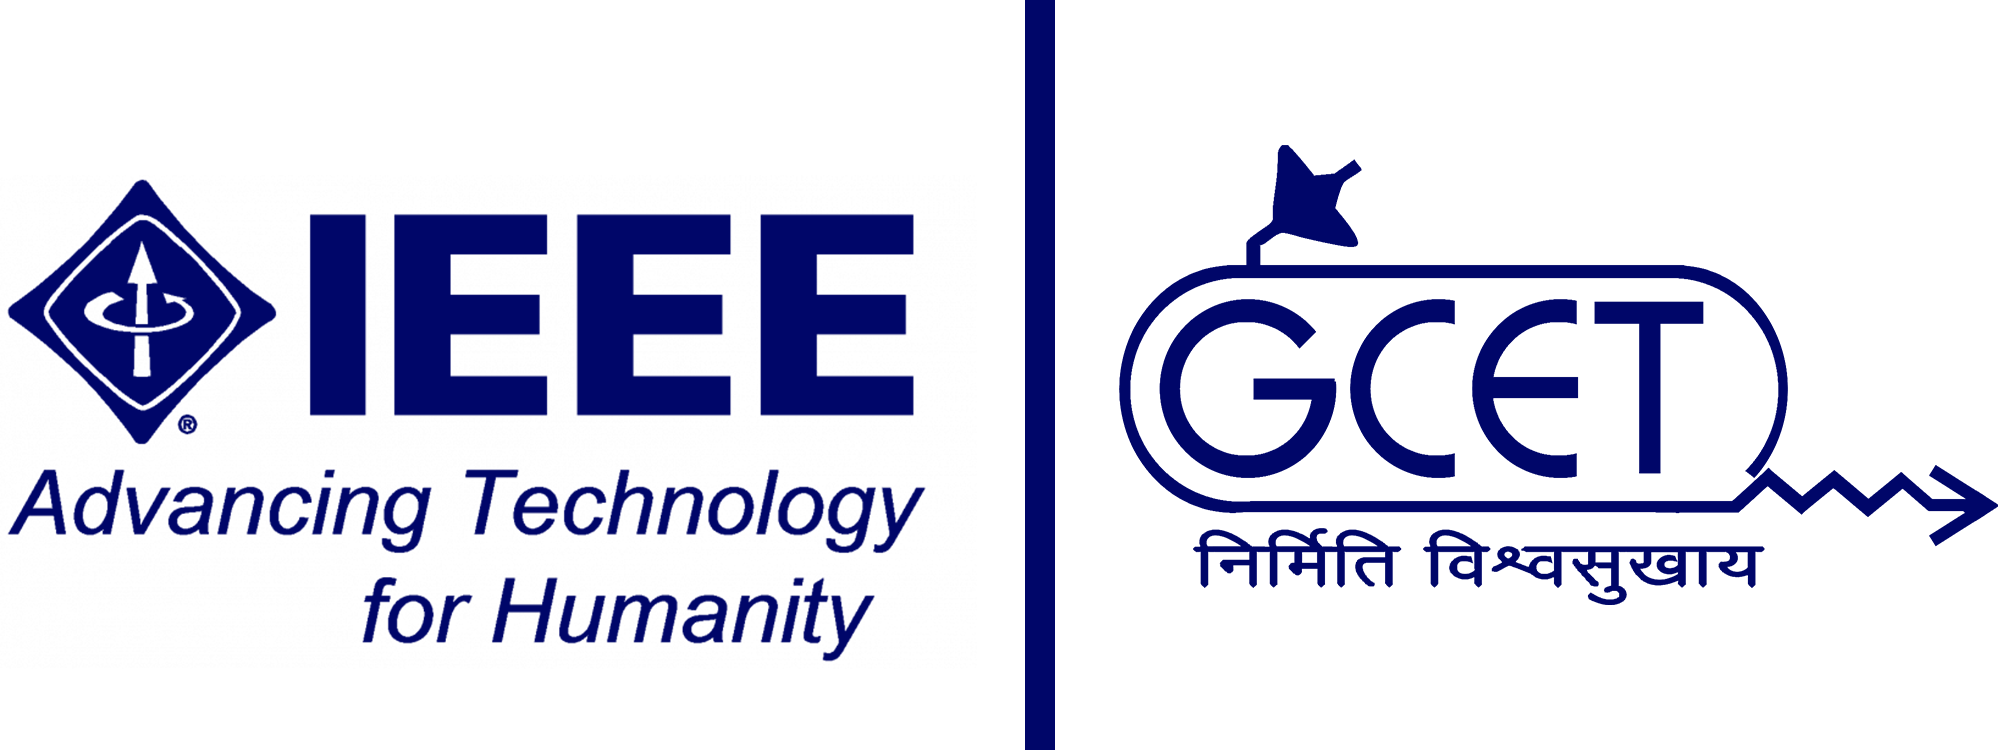 IEEE
®
Advancing Technology
for Humanity
GCET
निर्मिति विश्वसुखाय